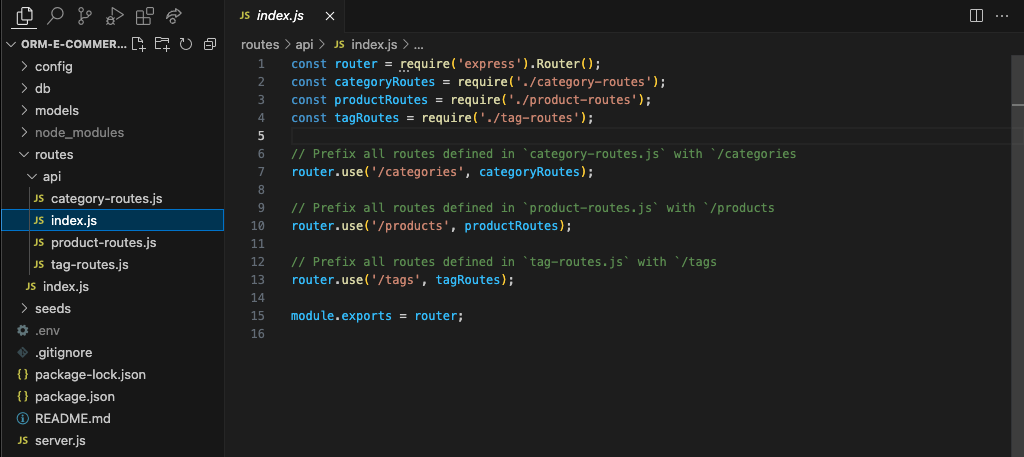 JS index.js
ORM-E-COMMER...
config
db
models
node_modules
routes
api
JS category-routes.js
JS index.js
JS product-routes.js
JS tag-routes.js
JS index.js
seeds
.env
.gitignore
{} package-lock.json
{} package.json
README.md
JS server.js
routes > api > JS index.js > ...
1 const router = require('express').Router();
2 const categoryRoutes = require('./category-routes');
3 const productRoutes = require('./product-routes');
4 const tagRoutes = require('./tag-routes');
5
6 // Prefix all routes defined in `category-routes.js` with `/categories
7 router.use('/categories', categoryRoutes);
8
9 // Prefix all routes defined in `product-routes.js` with `/products
10 router.use('/products', productRoutes);
11
12 // Prefix all routes defined in `tag-routes.js` with `/tags
13 router.use('/tags', tagRoutes);
14
15 module.exports = router;
16